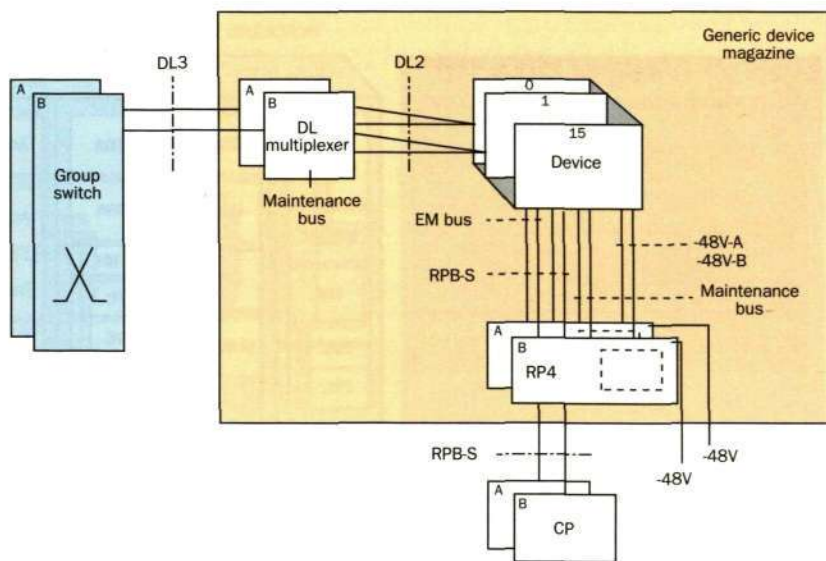 Generic device
magazine
DL3
DL2
A
B
Group
switch
A
B
DL
multiplexer
Maintenance
bus
0
1
15
Device
EM bus
-48V-A
-48V-B
RPB-S
Maintenance
bus
A
B
RP4
RPB-S
-48V
-48V
A
B
CP